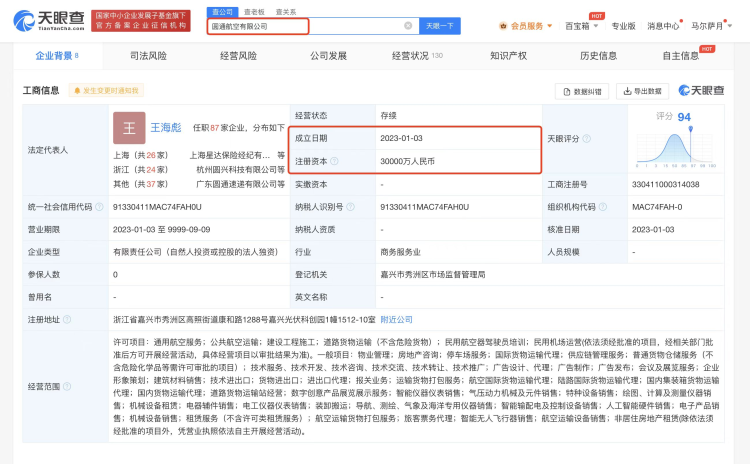 天眼查
TianYanCha.com
国家中小企业发展子基金旗下
官方备案企业征信机构
查公司 查老板 查关系
圆通航空有限公司
天眼一下
会员服务
百宝箱
HOT
专业版
消息中心
马尔萨月
企业背景 8
司法风险
经营风险
公司发展
经营状况 130
知识产权
历史信息
自主信息
HOT
工商信息
发生变更时通知我
数据纠错
导出数据
天眼查
法定代表人
王
王海彪 任职87家企业，分布如下
上海（共26家） 上海星达保险经纪有... 等
浙江（共24家） 杭州圆兴科技有限公司等
其他（共37家） 广东圆通速递有限公司等
经营状态 存续
成立日期 2023-01-03
注册资本 30000万人民币
实缴资本 -
天眼评分
评分 94
工商注册号 330411000314038
统一社会信用代码 91330411MAC74FAH0U
纳税人识别号 91330411MAC74FAH0U
组织机构代码 MAC74FAH-0
营业期限 2023-01-03 至 9999-09-09
纳税人资质 -
核准日期 2023-01-03
企业类型 有限责任公司（自然人投资或控股的法人独资）
行业 商务服务业
人员规模 -
参保人数 0
登记机关 嘉兴市秀洲区市场监督管理局
曾用名 -
英文名称 -
注册地址 浙江省嘉兴市秀洲区高照街道康和路1288号嘉兴光伏科创园1幢1512-10室 附近公司
经营范围
许可项目：通用航空服务；公共航空运输；建设工程施工；道路货物运输（不含危险货物）；民用航空器驾驶员培训；民用机场运营(依法须经批准的项目，经相关部门批
准后方可开展经营活动，具体经营项目以审批结果为准)。一般项目：物业管理；房地产咨询；停车场服务；国际货物运输代理；供应链管理服务；普通货物仓储服务（不
含危险化学品等需许可审批的项目）；技术服务、技术开发、技术咨询、技术交流、技术转让、技术推广；广告设计、代理；广告制作；广告发布；会议及展览服务；企业
形象策划；建筑材料销售；技术进出口；货物进出口；进出口代理；报关业务；运输货物打包服务；航空国际货物运输代理；陆路国际货物运输代理；国内集装箱货物运输
代理；国内货物运输代理；道路货物运输站经营；数字创意产品展览展示服务；智能仪器仪表销售；气压动力机械及元件销售；特种设备销售；绘图、计算及测量仪器销
售；机械设备租赁；电器辅件销售；电工仪器仪表销售；装卸搬运；导航、测绘、气象及海洋专用仪器销售；智能输配电及控制设备销售；人工智能硬件销售；电子产品销
售；机械设备销售；租赁服务（不含许可类租赁服务）；航空运输货物打包服务；旅客票务代理；智能无人飞行器销售；航空运输设备销售；非居住房地产租赁(除依法须
经批准的项目外，凭营业执照依法自主开展经营活动)。